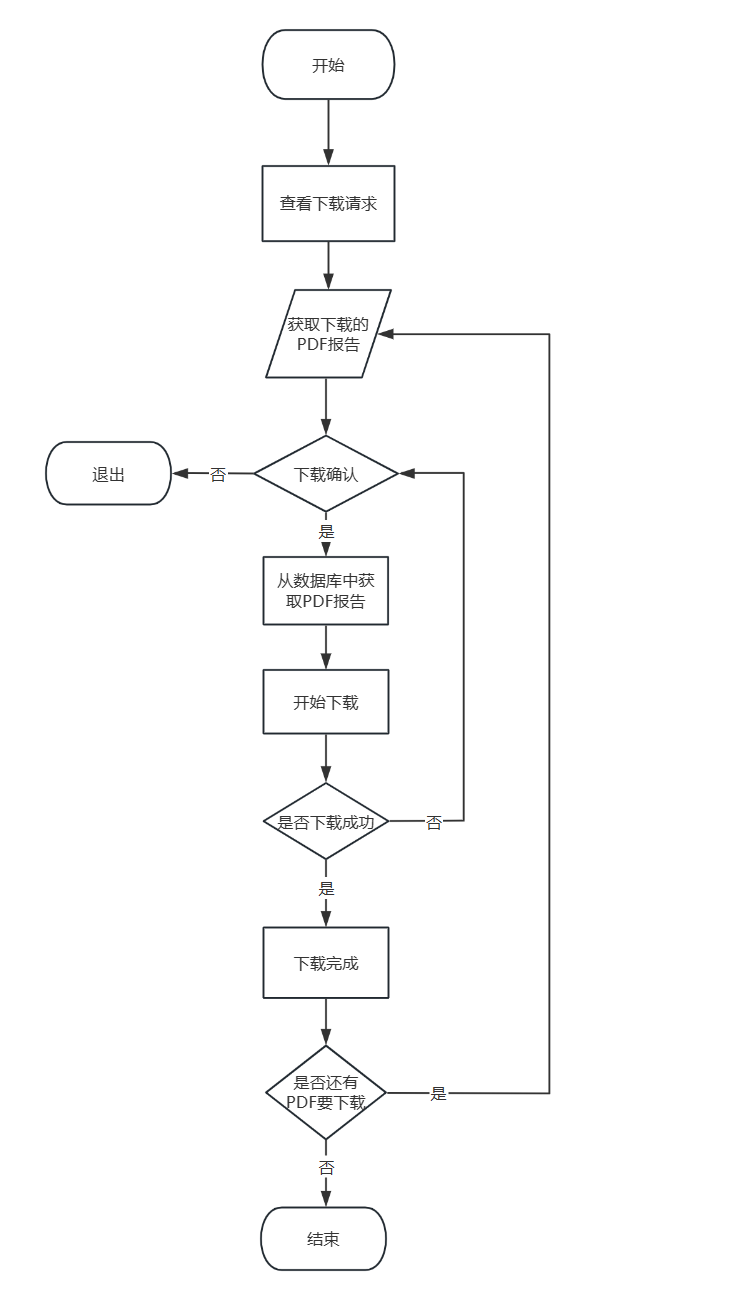 开始
查看下载请求
获取下载的
PDF报告
下载确认
否
退出
是
从数据库中获
取PDF报告
开始下载
是否下载成功
否
是
下载完成
是否还有
PDF要下载
是
否
结束